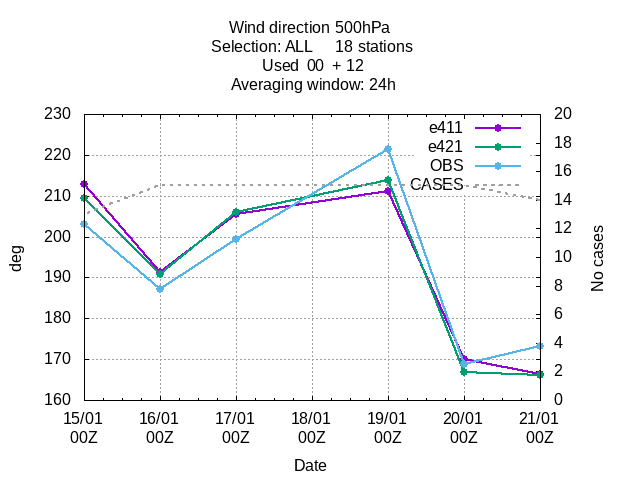 Wind direction 500hPa
Selection: ALL     18 stations
Used  00  + 12
Averaging window: 24h
230
220
210
200
190
180
170
160
deg
20
18
16
14
12
10
8
6
4
2
0
No cases
e411
e421
OBS
CASES
15/01 16/01 17/01 18/01 19/01 20/01 21/01
00Z 00Z 00Z 00Z 00Z 00Z 00Z
Date